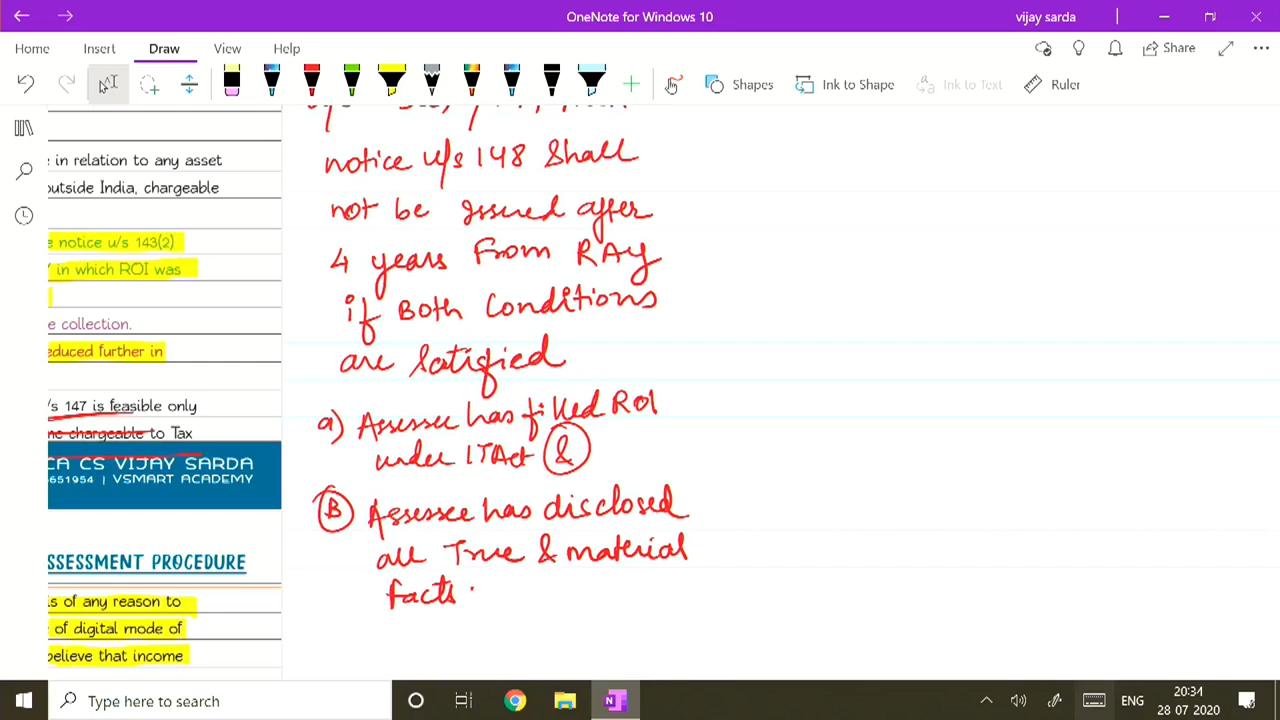 OneNote for Windows 10
vijay sarda
Home Insert Draw View Help
Share
Shapes
Ink to Shape
Ink to Text
Ruler
e in relation to any asset
outside India, chargeable
e notice u/s 143(2)
in which ROI was
e collection.
educed further in
/s 147 is feasible only
me chargeable to Tax
CA CS VIJAY SARDA
651954 | VSMART ACADEMY
SSESSMENT PROCEDURE
s of any reason to
of digital mode of
believe that income
notice u/s 148 Shall
not be Issued after
4 years From RAY
if Both Conditions
are Satisfied
a) Assessee has filled ROI
under IT Act &
B Assessee has disclosed
all True & material
facts.
Type here to search
ENG
20:34
28-07-2020